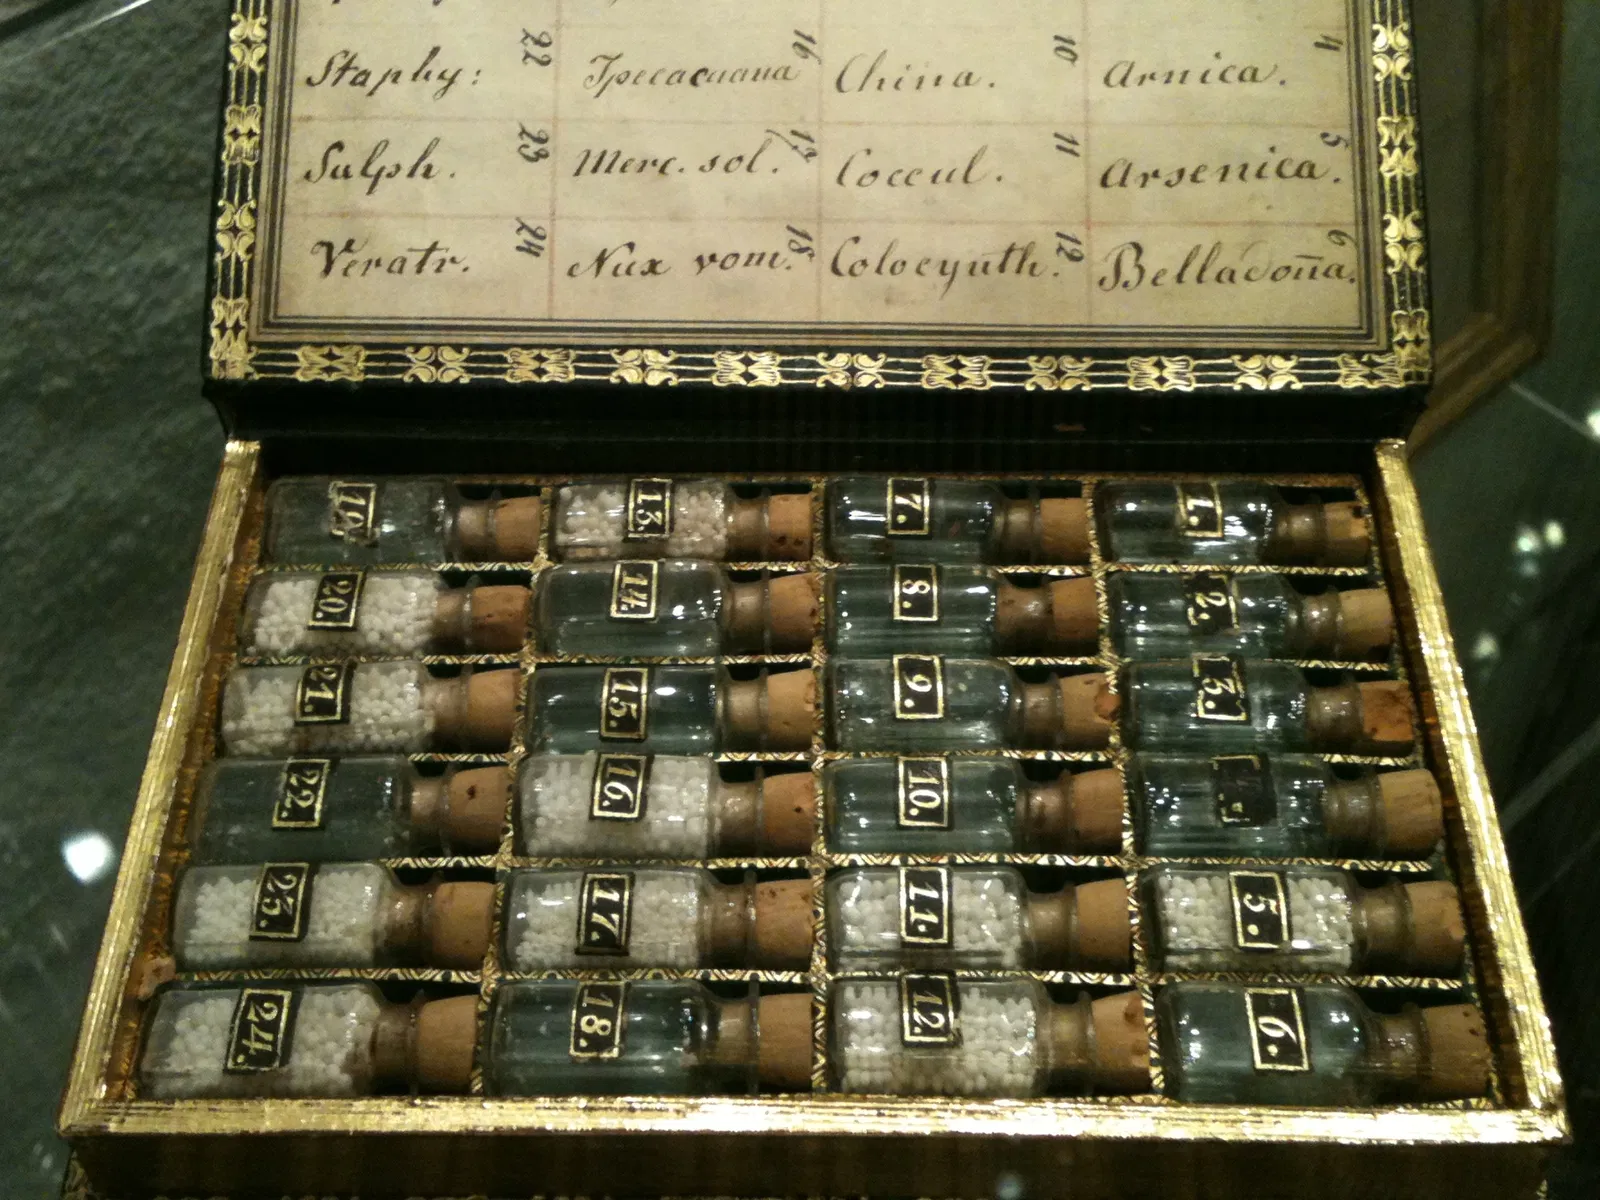 Staphy: 22 Ipecacuana 16 China. 10 Arnica. 4
Sulph. 23 Merc. sol. 17 Coccul. 11 Arsenica. 5
Veratr. 24 Nux vom. 18 Colocynth. 12 Belladoña. 6
19. 13. 7. 1.
20. 14. 8. 2.
21. 15. 9. 3.
22. 16. 10.
23. 17. 11. 5.
24. 18. 12. 6.